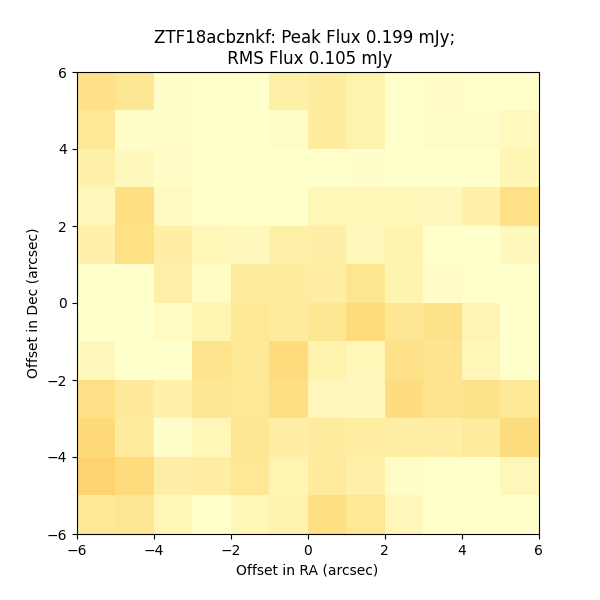 ZTF18acbznkf: Peak Flux 0.199 mJy;
RMS Flux 0.105 mJy
6
4
2
0
−2
−4
−6
Offset in Dec (arcsec)
−6 −4 −2 0 2 4 6
Offset in RA (arcsec)